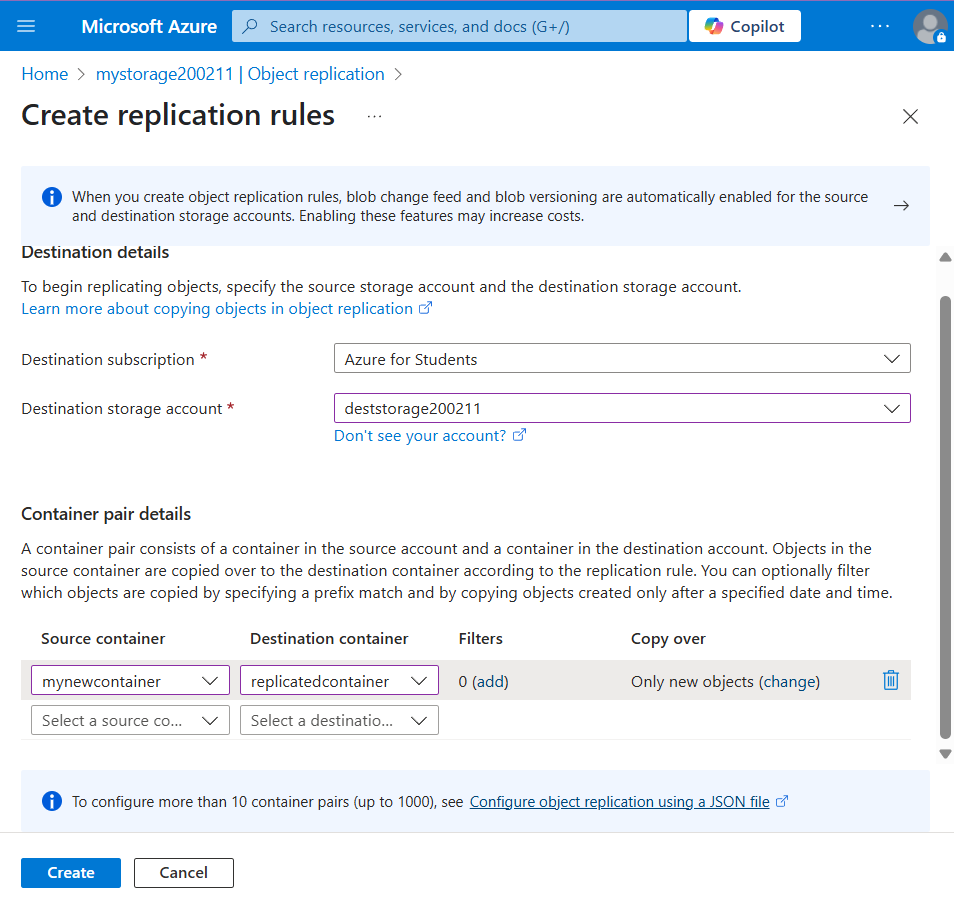 Microsoft Azure
Search resources, services, and docs (G+/)
Copilot
...
Home > mystorage200211 | Object replication >
Create replication rules ...
When you create object replication rules, blob change feed and blob versioning are automatically enabled for the source
and destination storage accounts. Enabling these features may increase costs.
Destination details
To begin replicating objects, specify the source storage account and the destination storage account.
Learn more about copying objects in object replication
Destination subscription *
Azure for Students
Destination storage account *
deststorage200211
Don't see your account?
Container pair details
A container pair consists of a container in the source account and a container in the destination account. Objects in the
source container are copied over to the destination container according to the replication rule. You can optionally filter
which objects are copied by specifying a prefix match and by copying objects created only after a specified date and time.
Source container Destination container Filters Copy over
mynewcontainer replicatedcontainer 0 (add) Only new objects (change)
Select a source co... Select a destinatio...
To configure more than 10 container pairs (up to 1000), see Configure object replication using a JSON file
Create Cancel